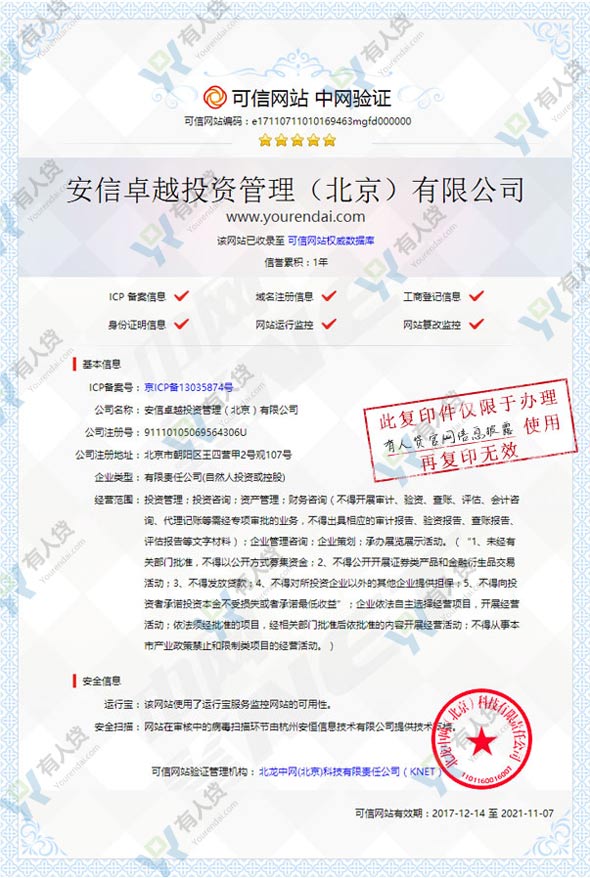 可信网站 中网验证
可信网站编码：e17110711010169463mgfd000000
安信卓越投资管理（北京）有限公司
www.yourendai.com
该网站已收录至 可信网站权威数据库
信誉累积：1年
ICP 备案信息 域名注册信息 工商登记信息
身份证明信息 网站运行监控 网站篡改监控
基本信息
ICP备案号：京ICP备13035874号
公司名称：安信卓越投资管理（北京）有限公司
公司注册号：91110105069564306U
公司注册地址：北京市朝阳区王四营甲2号观107号
企业类型：有限责任公司(自然人投资或控股)
此复印件仅限于办理
有人贷官网信息披露 使用
再复印无效
经营范围：投资管理；投资咨询；资产管理；财务咨询（不得开展审计、验资、查账、评估、会计咨
询、代理记账等需经专项审批的业务，不得出具相应的审计报告、验资报告、查账报告、
评估报告等文字材料）；企业管理咨询；企业策划；承办展览展示活动。（“1、未经有
关部门批准，不得以公开方式募集资金；2、不得公开开展证券类产品和金融衍生品交易
活动；3、不得发放贷款；4、不得对所投资企业以外的其他企业提供担保；5、不得向投
资者承诺投资本金不受损失或者承诺最低收益”；企业依法自主选择经营项目，开展经营
活动；依法须经批准的项目，经相关部门批准后依批准的内容开展经营活动；不得从事本
市产业政策禁止和限制类项目的经营活动。）
安全信息
运行宝：该网站使用了运行宝服务监控网站的可用性。
安全扫描：网站在审核中的病毒扫描环节由杭州安恒信息技术有限公司提供技术支持。
可信网站验证管理机构：北龙中网(北京)科技有限责任公司（KNET）
北龙中网（北京）科技有限责任公司
1101160016007
可信网站有效期：2017-12-14 至 2021-11-07
有人贷
Yourendai.com